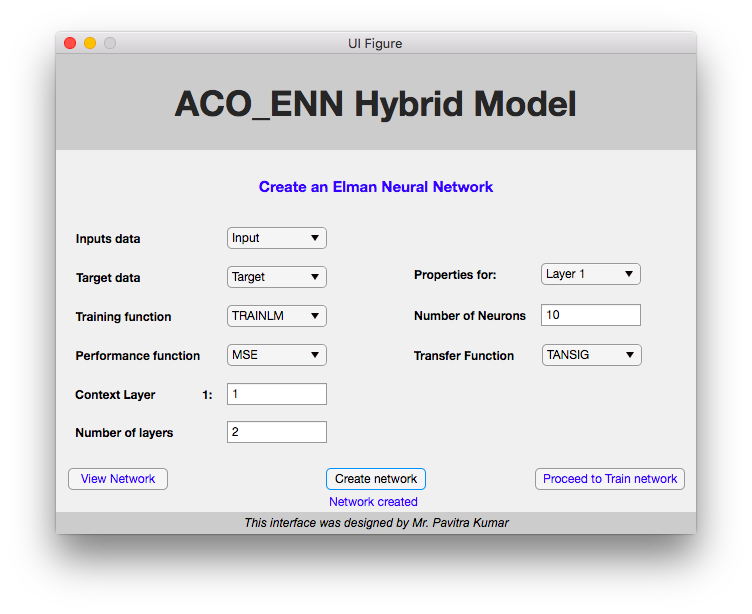 UI Figure
ACO_ENN Hybrid Model
Create an Elman Neural Network
Inputs data Input
Target data Target
Properties for: Layer 1
Training function TRAINLM
Number of Neurons 10
Performance function MSE
Transfer Function TANSIG
Context Layer 1: 1
Number of layers 2
View Network Create network Proceed to Train network
Network created
This interface was designed by Mr. Pavitra Kumar